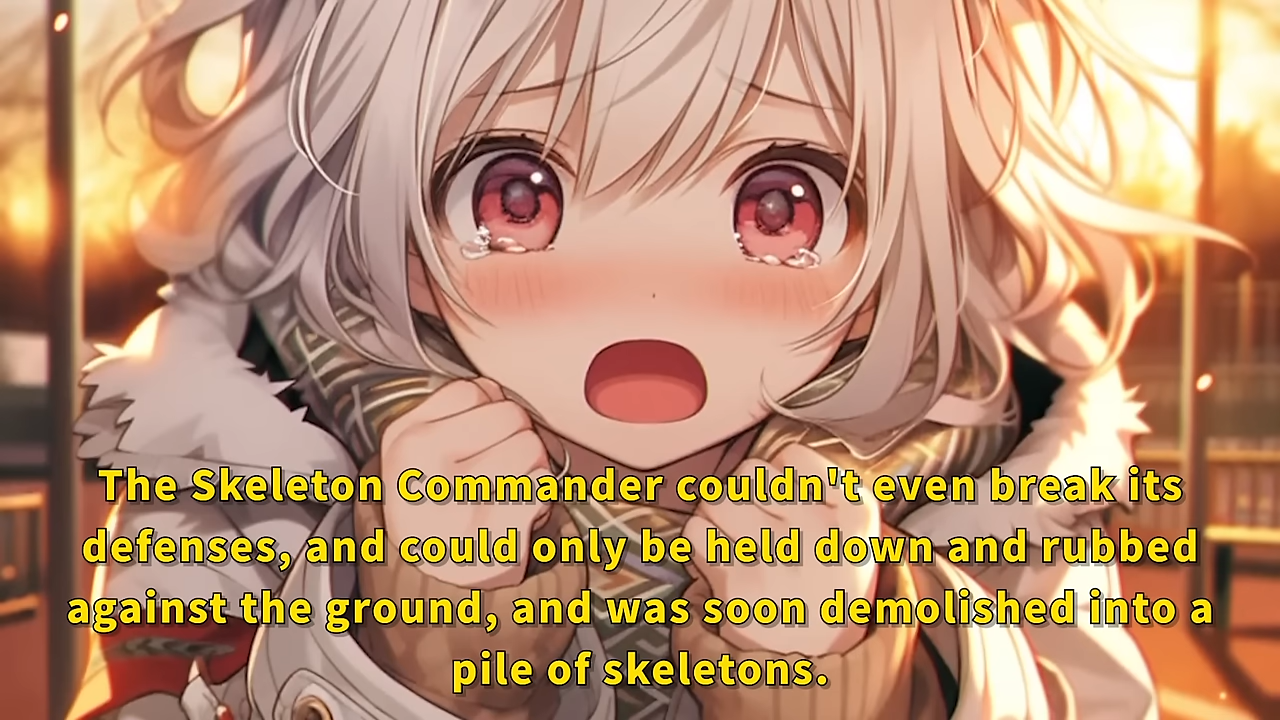 The Skeleton Commander couldn't even break its
defenses, and could only be held down and rubbed
against the ground, and was soon demolished into a
pile of skeletons.